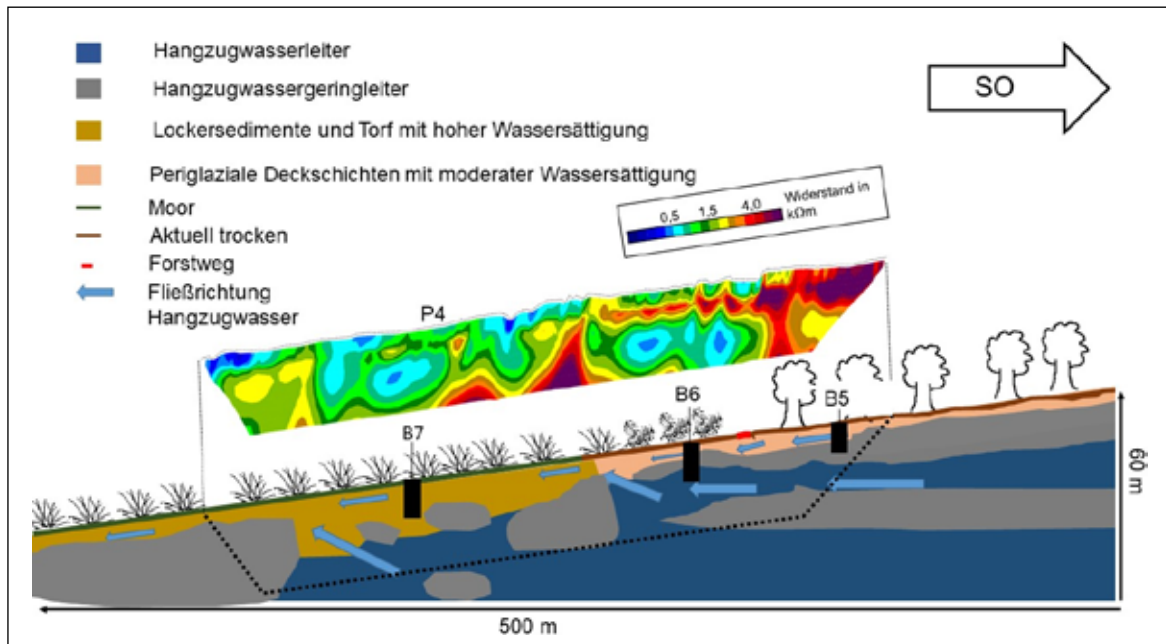 Hangzugwasserleiter
Hangzugwassergeringleiter
Lockersedimente und Torf mit hoher Wassersättigung
Periglaziale Deckschichten mit moderater Wassersättigung
Moor
Aktuell trocken
Forstweg
Fließrichtung
Hangzugwasser
SO
0,5 1,5 4,0 Widerstand in
kΩm
P4
B7
B6
B5
60 m
500 m